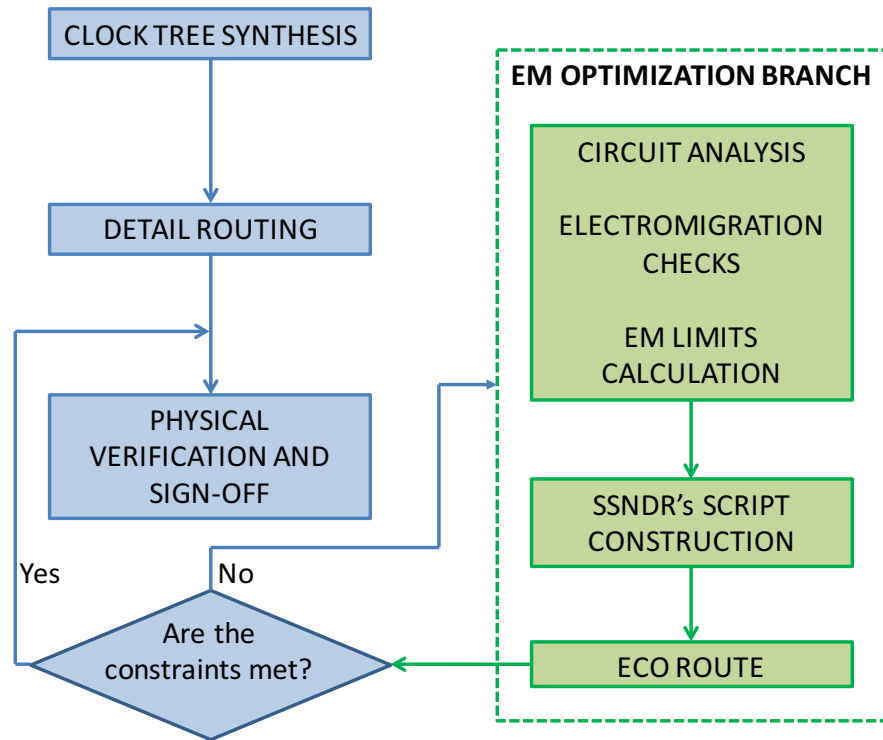 CLOCK TREE SYNTHESIS
DETAIL ROUTING
PHYSICAL
VERIFICATION AND
SIGN-OFF
Yes
No
Are the
constraints met?
EM OPTIMIZATION BRANCH
CIRCUIT ANALYSIS
ELECTROMIGRATION
CHECKS
EM LIMITS
CALCULATION
SSNDR's SCRIPT
CONSTRUCTION
ECO ROUTE